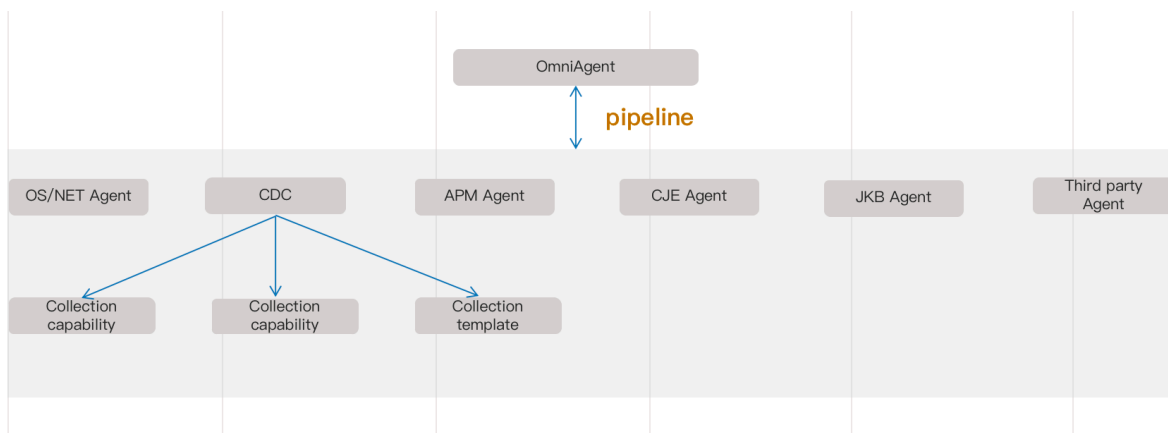 OmniAgent
pipeline
OS/NET Agent
CDC
APM Agent
CJE Agent
JKB Agent
Third party
Agent
Collection
capability
Collection
capability
Collection
template